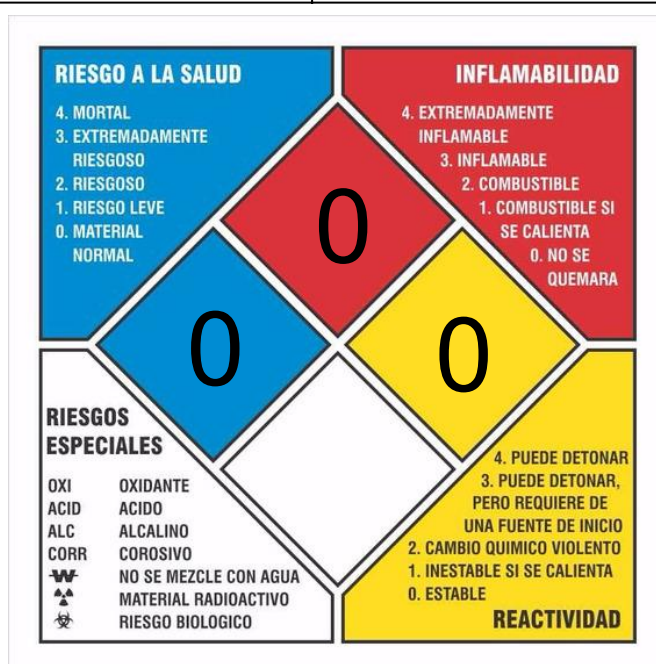 RIESGO A LA SALUD
4. MORTAL
3. EXTREMADAMENTE
RIESGOSO
2. RIESGOSO
1. RIESGO LEVE
0. MATERIAL
NORMAL
INFLAMABILIDAD
4. EXTREMADAMENTE
INFLAMABLE
3. INFLAMABLE
2. COMBUSTIBLE
1. COMBUSTIBLE SI
SE CALIENTA
0. NO SE
QUEMARA
0
0
0
RIESGOS
ESPECIALES
OXI OXIDANTE
ACID ACIDO
ALC ALCALINO
CORR COROSIVO
W NO SE MEZCLE CON AGUA
MATERIAL RADIOACTIVO
RIESGO BIOLOGICO
4. PUEDE DETONAR
3. PUEDE DETONAR,
PERO REQUIERE DE
UNA FUENTE DE INICIO
2. CAMBIO QUIMICO VIOLENTO
1. INESTABLE SI SE CALIENTA
0. ESTABLE
REACTIVIDAD